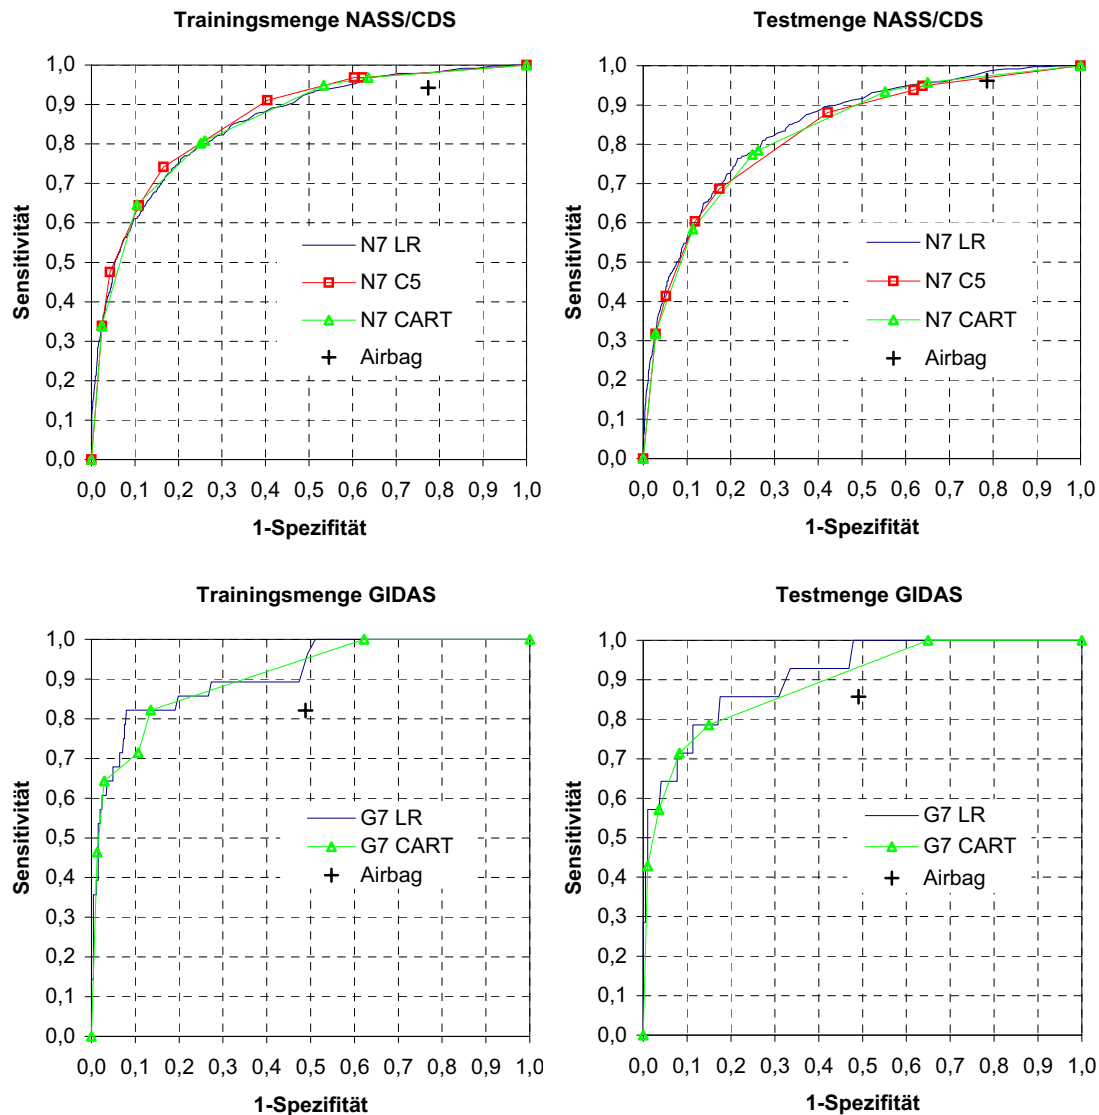 Trainingsmenge NASS/CDS
1,0
0,9
0,8
0,7
0,6
0,5
0,4
0,3
0,2
0,1
0,0
Sensitivität
N7 LR
N7 C5
N7 CART
Airbag
0,0 0,1 0,2 0,3 0,4 0,5 0,6 0,7 0,8 0,9 1,0
1-Spezifität
Testmenge NASS/CDS
1,0
0,9
0,8
0,7
0,6
0,5
0,4
0,3
0,2
0,1
0,0
Sensitivität
N7 LR
N7 C5
N7 CART
Airbag
0,0 0,1 0,2 0,3 0,4 0,5 0,6 0,7 0,8 0,9 1,0
1-Spezifität
Trainingsmenge GIDAS
1,0
0,9
0,8
0,7
0,6
0,5
0,4
0,3
0,2
0,1
0,0
Sensitivität
G7 LR
G7 CART
Airbag
0,0 0,1 0,2 0,3 0,4 0,5 0,6 0,7 0,8 0,9 1,0
1-Spezifität
Testmenge GIDAS
1,0
0,9
0,8
0,7
0,6
0,5
0,4
0,3
0,2
0,1
0,0
Sensitivität
G7 LR
G7 CART
Airbag
0,0 0,1 0,2 0,3 0,4 0,5 0,6 0,7 0,8 0,9 1,0
1-Spezifität